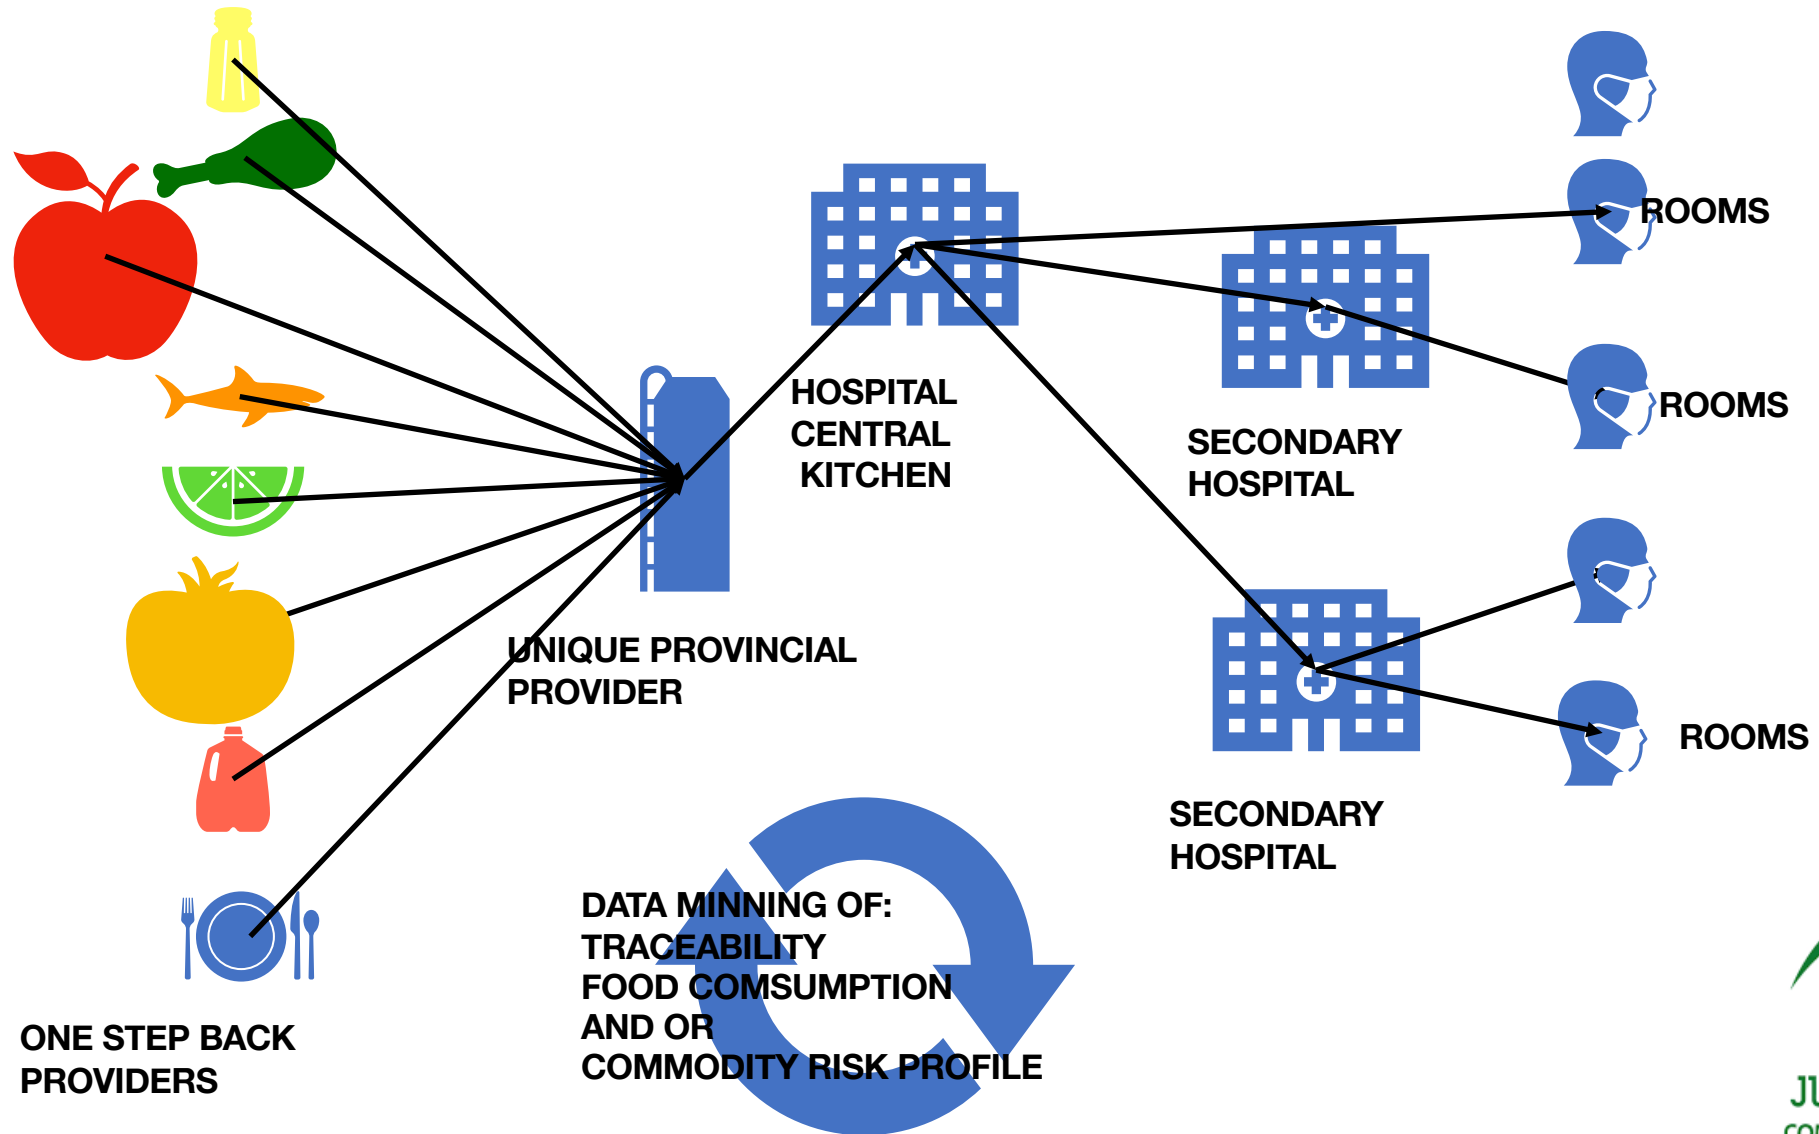 ROOMS
HOSPITAL
CENTRAL
KITCHEN
ROOMS
SECONDARY
HOSPITAL
UNIQUE PROVINCIAL
PROVIDER
ROOMS
SECONDARY
HOSPITAL
DATA MINNING OF:
TRACEABILITY
FOOD COMSUMPTION
AND OR
COMMODITY RISK PROFILE
ONE STEP BACK
PROVIDERS